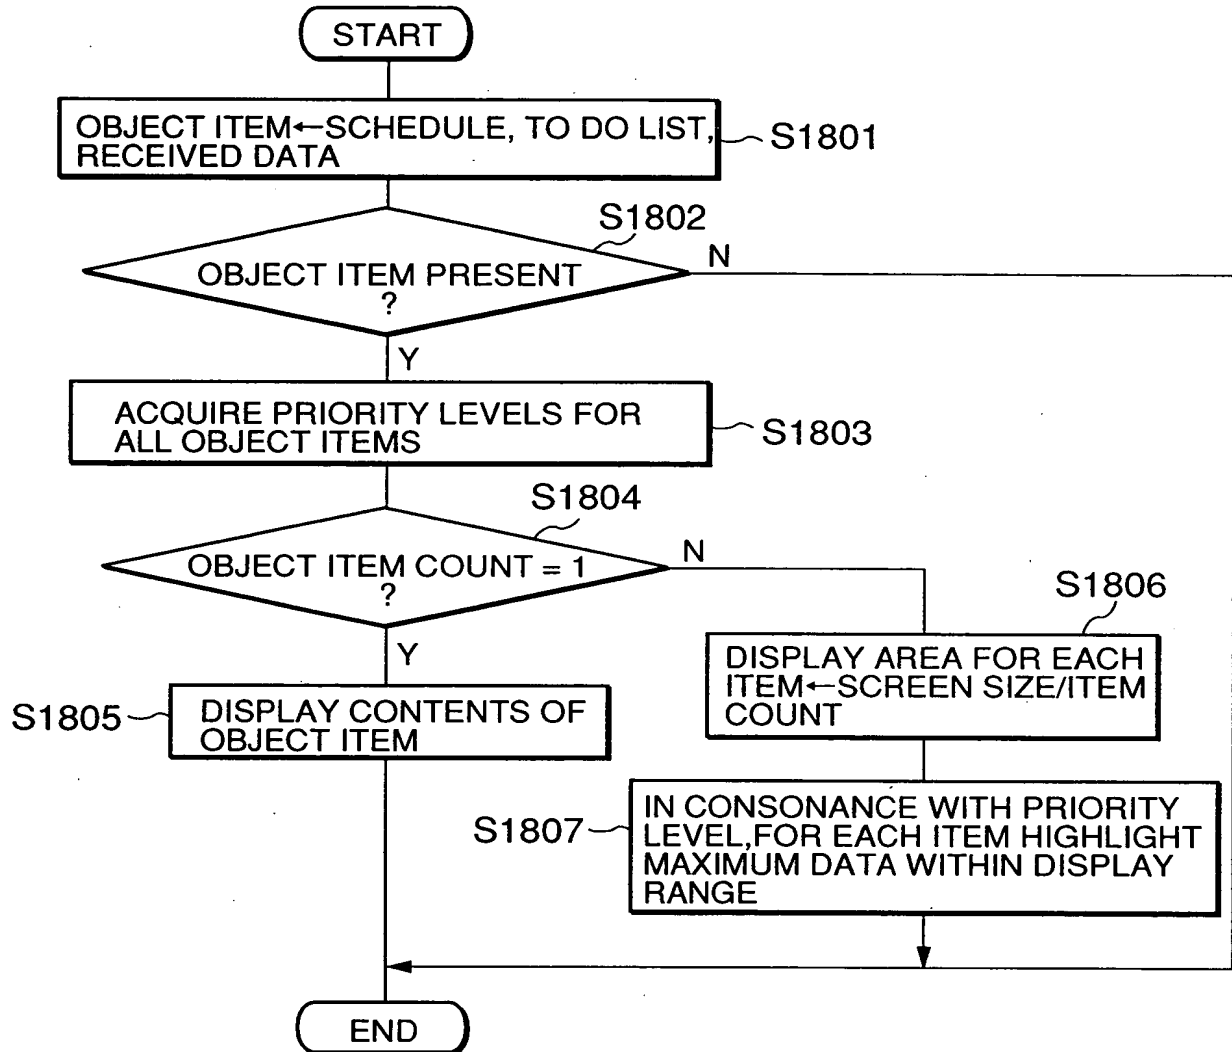 START
OBJECT ITEM←SCHEDULE, TO DO LIST,
RECEIVED DATA
S1801
S1802
OBJECT ITEM PRESENT
?
N
Y
ACQUIRE PRIORITY LEVELS FOR
ALL OBJECT ITEMS
S1803
S1804
OBJECT ITEM COUNT = 1
?
N
Y
S1806
DISPLAY AREA FOR EACH
ITEM←SCREEN SIZE/ITEM
COUNT
S1805
DISPLAY CONTENTS OF
OBJECT ITEM
S1807
IN CONSONANCE WITH PRIORITY
LEVEL,FOR EACH ITEM HIGHLIGHT
MAXIMUM DATA WITHIN DISPLAY
RANGE
END